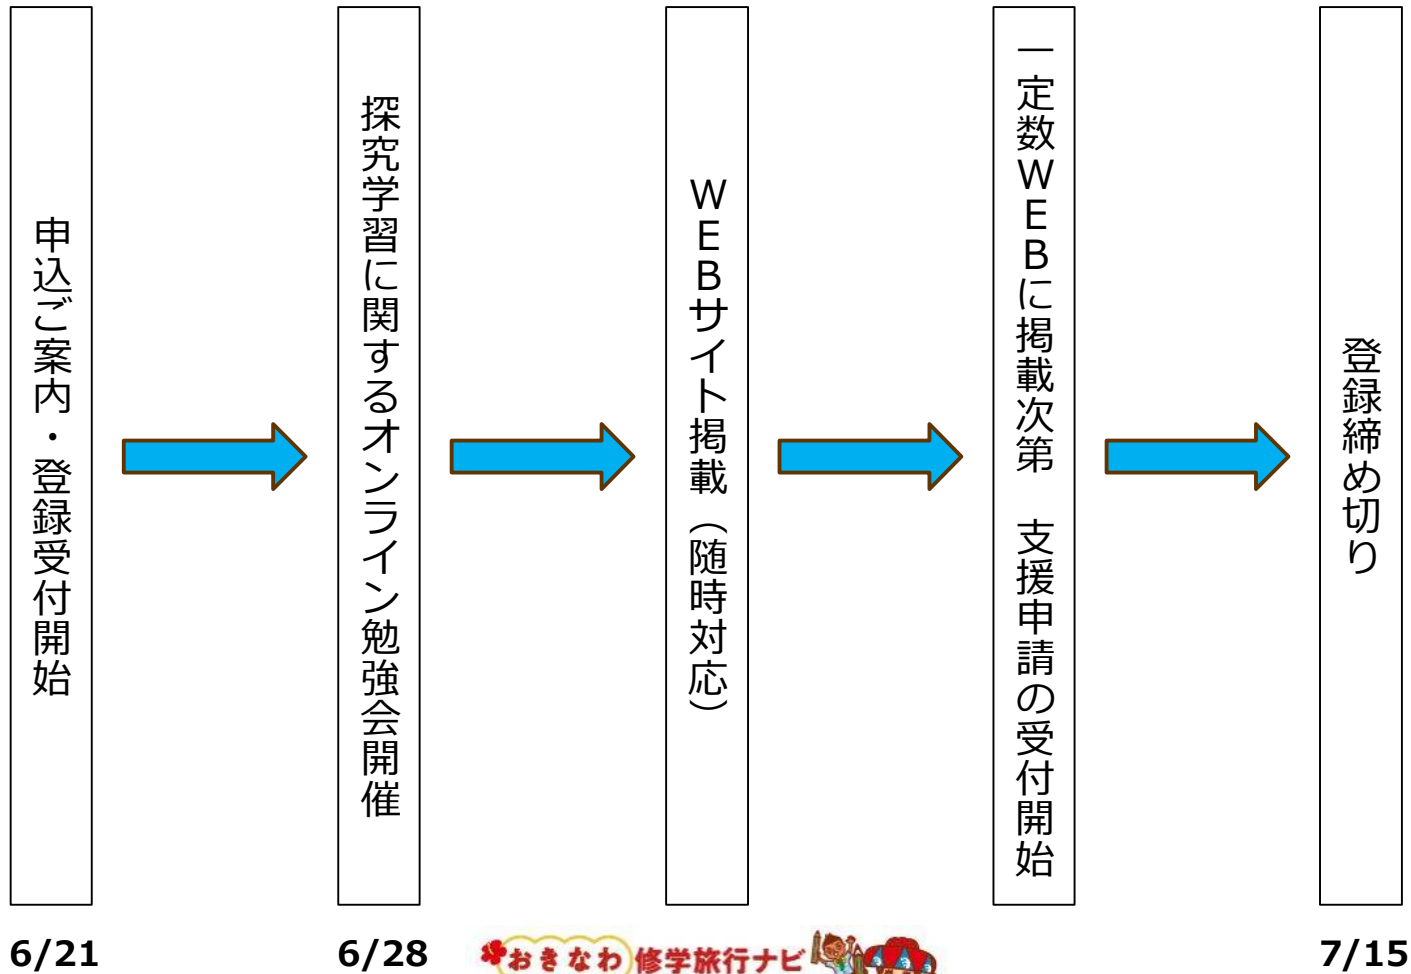 申込ご案内・登録受付開始
探究学習に関するオンライン勉強会開催
WEBサイト掲載（随時対応）
一定数WEBに掲載次第　支援申請の受付開始
登録締め切り
6/21
6/28
おきなわ修学旅行ナビ
7/15